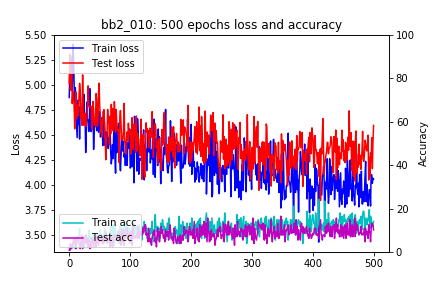 bb2_010: 500 epochs loss and accuracy
Train loss
Test loss
Train acc
Test acc
Loss
5.50
5.25
5.00
4.75
4.50
4.25
4.00
3.75
3.50
Accuracy
100
80
60
40
20
0
0 100 200 300 400 500